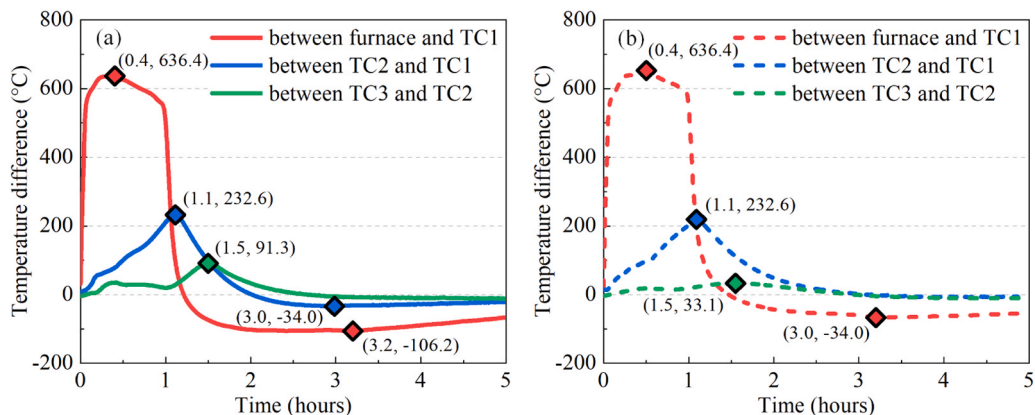 800
600
400
200
0
-200
Temperature difference (°C)
(a)
between furnace and TC1
(0.4, 636.4)
between TC2 and TC1
between TC3 and TC2
(1.1, 232.6)
(1.5, 91.3)
(3.0, -34.0)
(3.2, -106.2)
0 1 2 3 4 5
Time (hours)
800
600
400
200
0
-200
Temperature difference (°C)
(b)
between furnace and TC1
(0.4, 636.4)
between TC2 and TC1
between TC3 and TC2
(1.1, 232.6)
(1.5, 33.1)
(3.0, -34.0)
0 1 2 3 4 5
Time (hours)